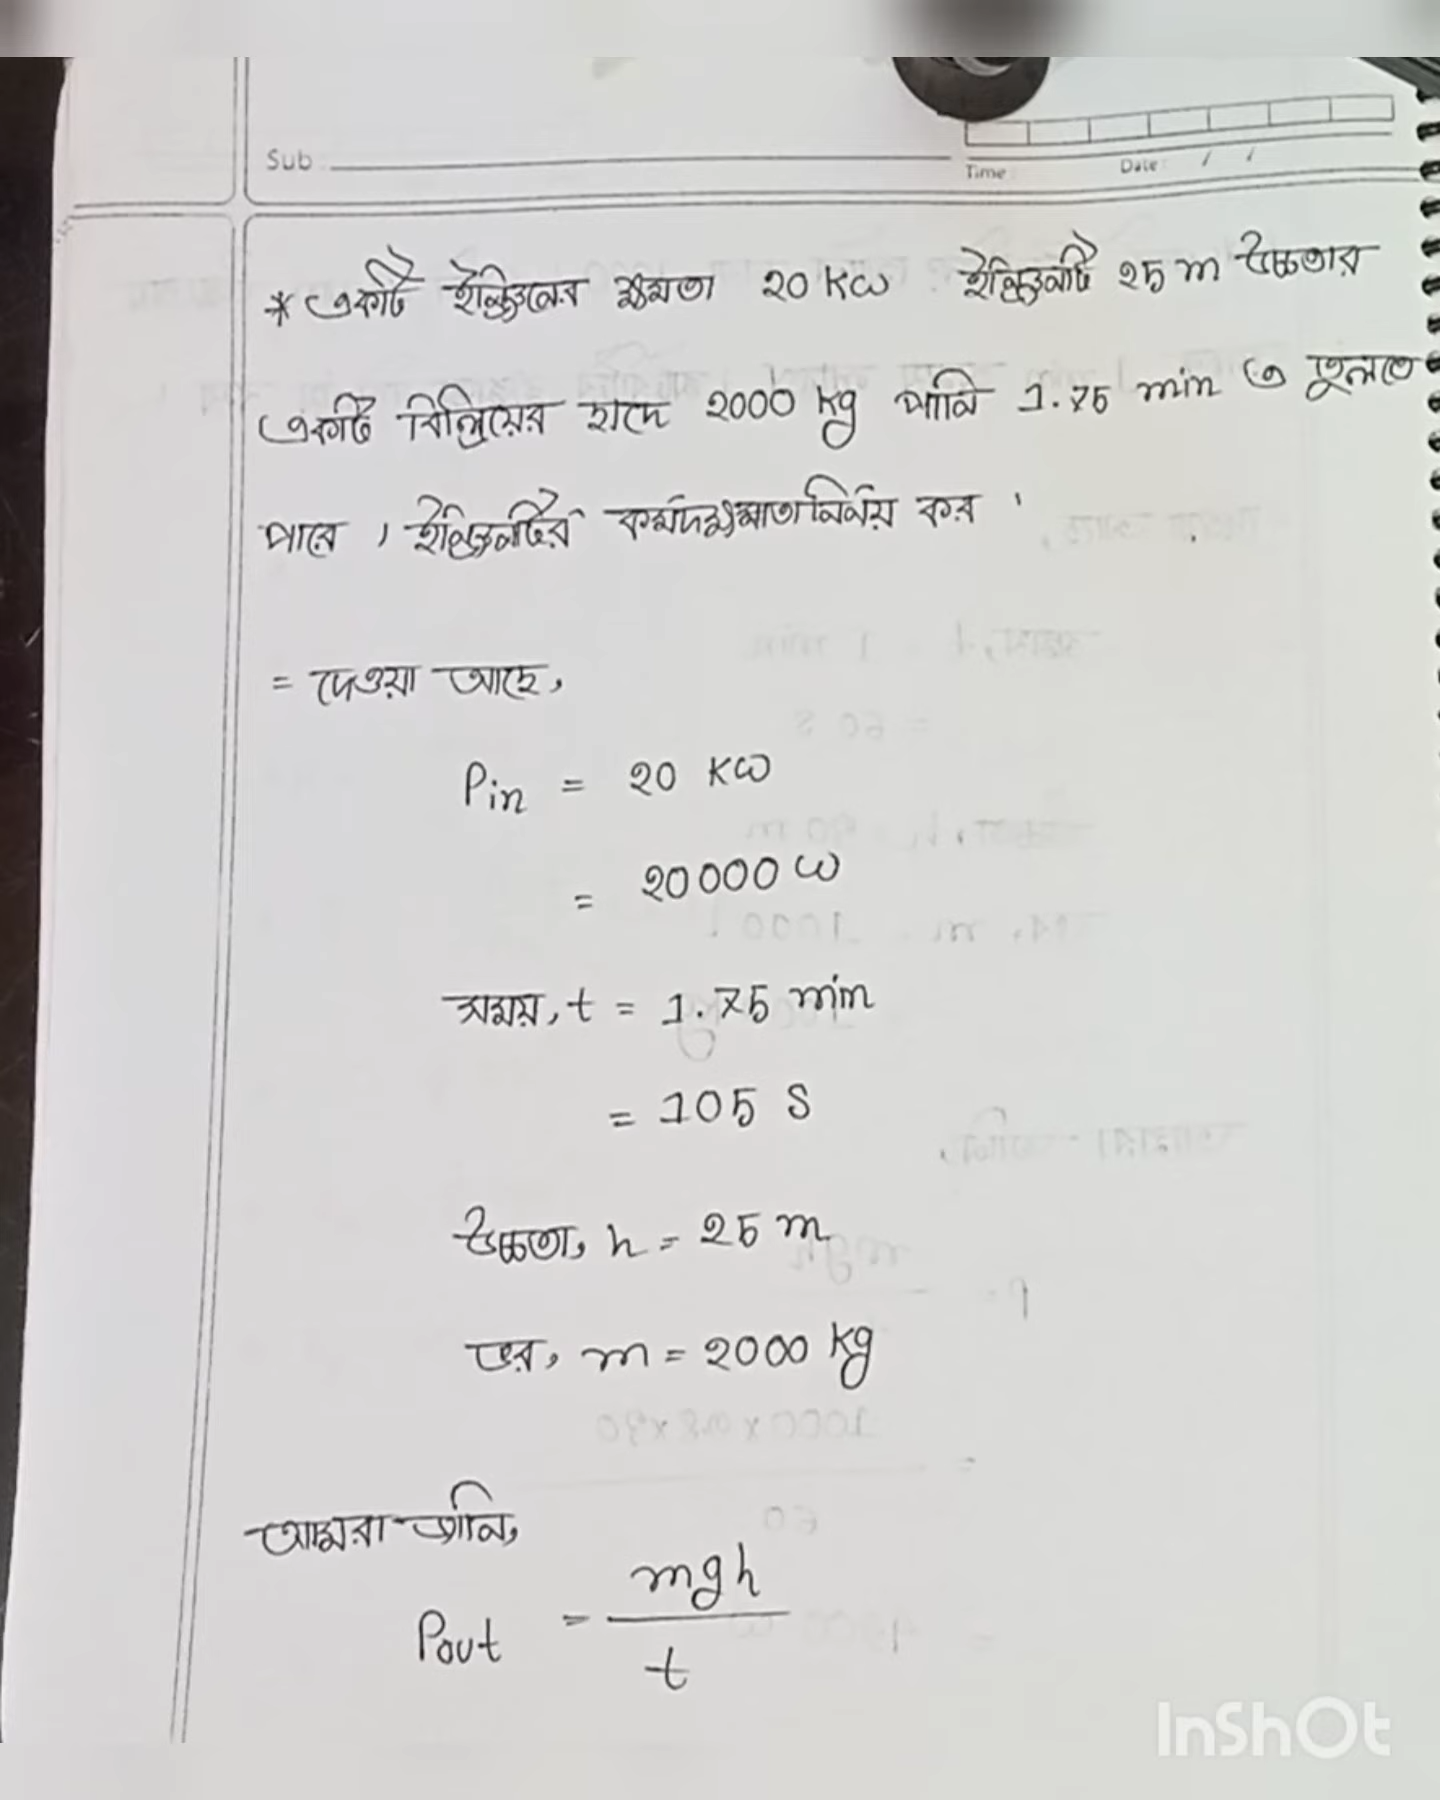 Sub
Time
Date: / /
* একটি ইঞ্জিনের ক্ষমতা 20 KW ইঞ্জিনটি 25 m উচ্চতার
একটি বিল্ডিংয়ের ছাদে 2000 kg পানি 1.75 min এ তুলতে
পারে । ইঞ্জিনটির কর্মদক্ষতা নির্ণয় কর ।
= দেওয়া আছে,
Pin = 20 KW
= 20000 W
সময়, t = 1.75 min
= 105 S
উচ্চতা, h = 25 m
ভর, m = 2000 kg
আমরা জানি,
Pout = mgh / t
InShOt